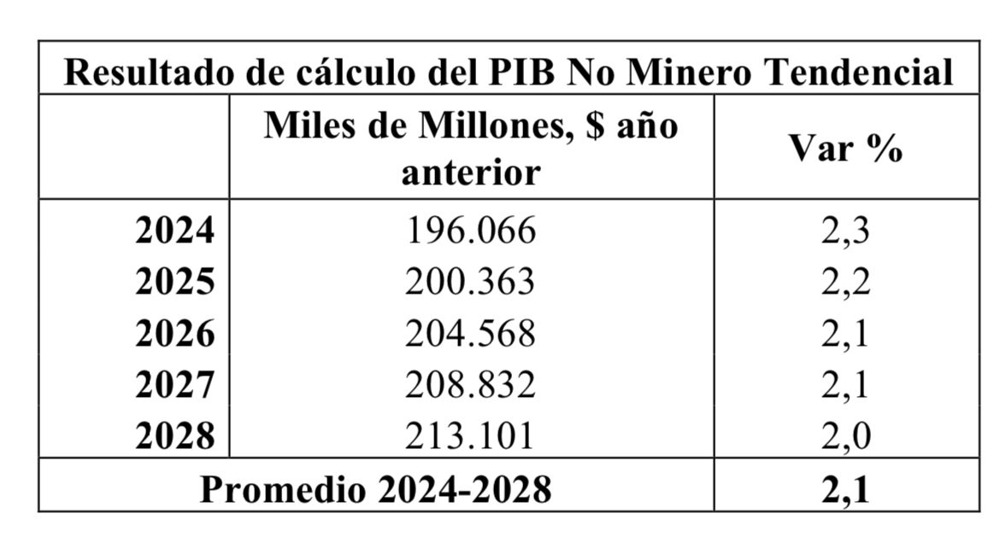 Resultado de cálculo del PIB No Minero Tendencial
Miles de Millones, $ año
anterior
Var %
2024 196.066 2,3
2025 200.363 2,2
2026 204.568 2,1
2027 208.832 2,1
2028 213.101 2,0
Promedio 2024-2028 2,1